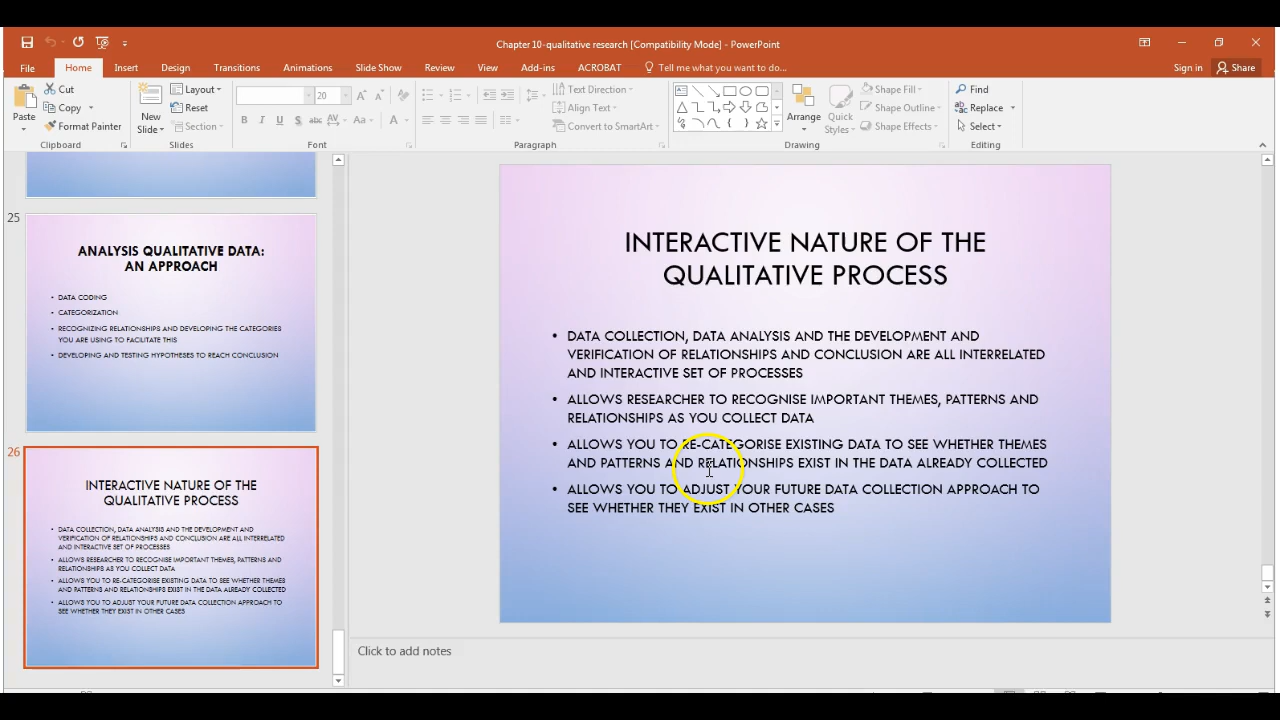 Chapter 10-qualitative research [Compatibility Mode] - PowerPoint
File Home Insert Design Transitions Animations Slide Show Review View Add-ins ACROBAT Tell me what you want to do... Sign in Share
Paste
Cut
Copy
Format Painter
Clipboard
New
Slide
Layout
Reset
Section
Slides
20
B I U S abc AV Aa A
Font
Text Direction
Align Text
Convert to SmartArt
Paragraph
Arrange
Quick
Styles
Shape Fill
Shape Outline
Shape Effects
Drawing
Find
Replace
Select
Editing
25
ANALYSIS QUALITATIVE DATA:
AN APPROACH
• DATA CODING
• CATEGORIZATION
• RECOGNIZING RELATIONSHIPS AND DEVELOPING THE CATEGORIES
YOU ARE USING TO FACILITATE THIS
• DEVELOPING AND TESTING HYPOTHESES TO REACH CONCLUSION
26
INTERACTIVE NATURE OF THE
QUALITATIVE PROCESS
• DATA COLLECTION, DATA ANALYSIS AND THE DEVELOPMENT AND
VERIFICATION OF RELATIONSHIPS AND CONCLUSION ARE ALL INTERRELATED
AND INTERACTIVE SET OF PROCESSES
• ALLOWS RESEARCHER TO RECOGNISE IMPORTANT THEMES, PATTERNS AND
RELATIONSHIPS AS YOU COLLECT DATA
• ALLOWS YOU TO RE-CATEGORISE EXISTING DATA TO SEE WHETHER THEMES
AND PATTERNS AND RELATIONSHIPS EXIST IN THE DATA ALREADY COLLECTED
• ALLOWS YOU TO ADJUST YOUR FUTURE DATA COLLECTION APPROACH TO
SEE WHETHER THEY EXIST IN OTHER CASES
INTERACTIVE NATURE OF THE
QUALITATIVE PROCESS
• DATA COLLECTION, DATA ANALYSIS AND THE DEVELOPMENT AND
VERIFICATION OF RELATIONSHIPS AND CONCLUSION ARE ALL INTERRELATED
AND INTERACTIVE SET OF PROCESSES
• ALLOWS RESEARCHER TO RECOGNISE IMPORTANT THEMES, PATTERNS AND
RELATIONSHIPS AS YOU COLLECT DATA
• ALLOWS YOU TO RE-CATEGORISE EXISTING DATA TO SEE WHETHER THEMES
AND PATTERNS AND RELATIONSHIPS EXIST IN THE DATA ALREADY COLLECTED
• ALLOWS YOU TO ADJUST YOUR FUTURE DATA COLLECTION APPROACH TO
SEE WHETHER THEY EXIST IN OTHER CASES
Click to add notes